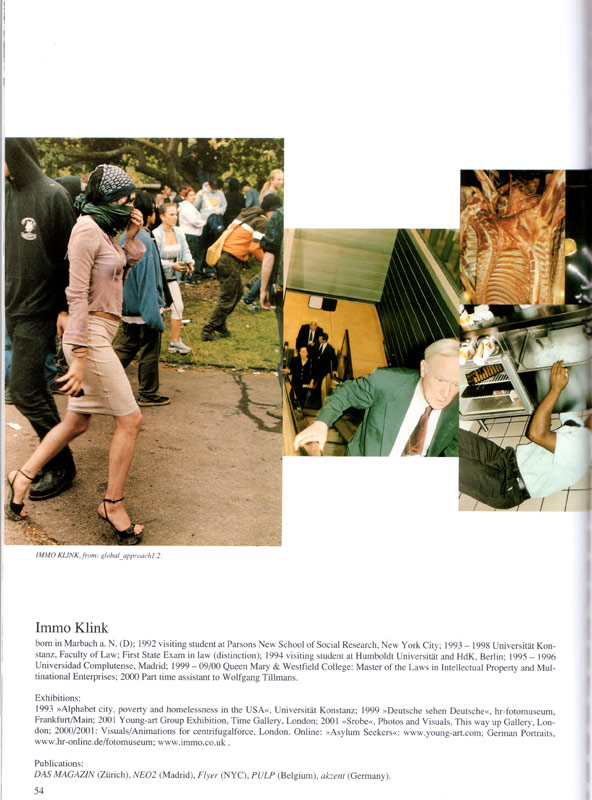 IMMO KLINK, from: global_approach1.2.
Immo Klink
born in Marbach a. N. (D); 1992 visiting student at Parsons New School of Social Research, New York City; 1993 – 1998 Universität Kon-
stanz, Faculty of Law; First State Exam in law (distinction); 1994 visiting student at Humboldt Universität and HdK, Berlin; 1995 – 1996
Universidad Complutense, Madrid; 1999 – 09/00 Queen Mary & Westfield College: Master of the Laws in Intellectual Property and Mul-
tinational Enterprises; 2000 Part time assistant to Wolfgang Tillmans.
Exhibitions:
1993 »Alphabet city, poverty and homelessness in the USA«, Universität Konstanz; 1999 »Deutsche sehen Deutsche«, hr-fotomuseum,
Frankfurt/Main; 2001 Young-art Group Exhibition, Time Gallery, London; 2001 »Srobe«, Photos and Visuals, This way up Gallery, Lon-
don; 2000/2001: Visuals/Animations for centrifugalforce, London. Online: »Asylum Seekers«: www.young-art.com; German Portraits,
www.hr-online.de/fotomuseum; www.immo.co.uk .
Publications:
DAS MAGAZIN (Zürich), NEO2 (Madrid), Flyer (NYC), PULP (Belgium), akzent (Germany).
54